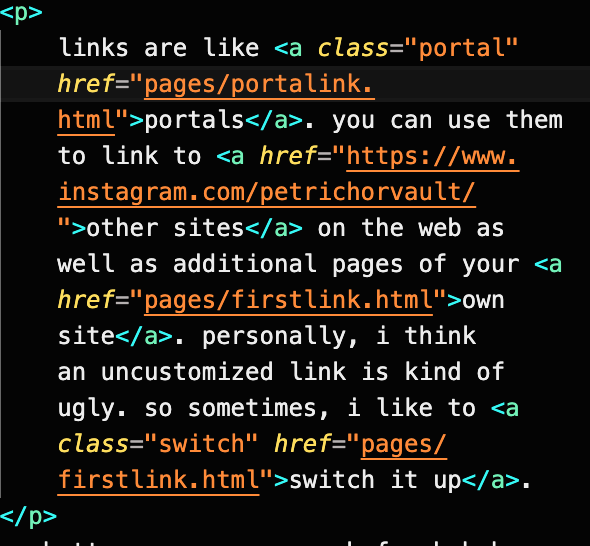 <p>
links are like <a class="portal"
href="pages/portalink.
html">portals</a>. you can use them
to link to <a href="https://www.
instagram.com/petrichorvault/
">other sites</a> on the web as
well as additional pages of your <a
href="pages/firstlink.html">own
site</a>. personally, i think
an uncustomized link is kind of
ugly. so sometimes, i like to <a
class="switch" href="pages/
firstlink.html">switch it up</a>.
</p>